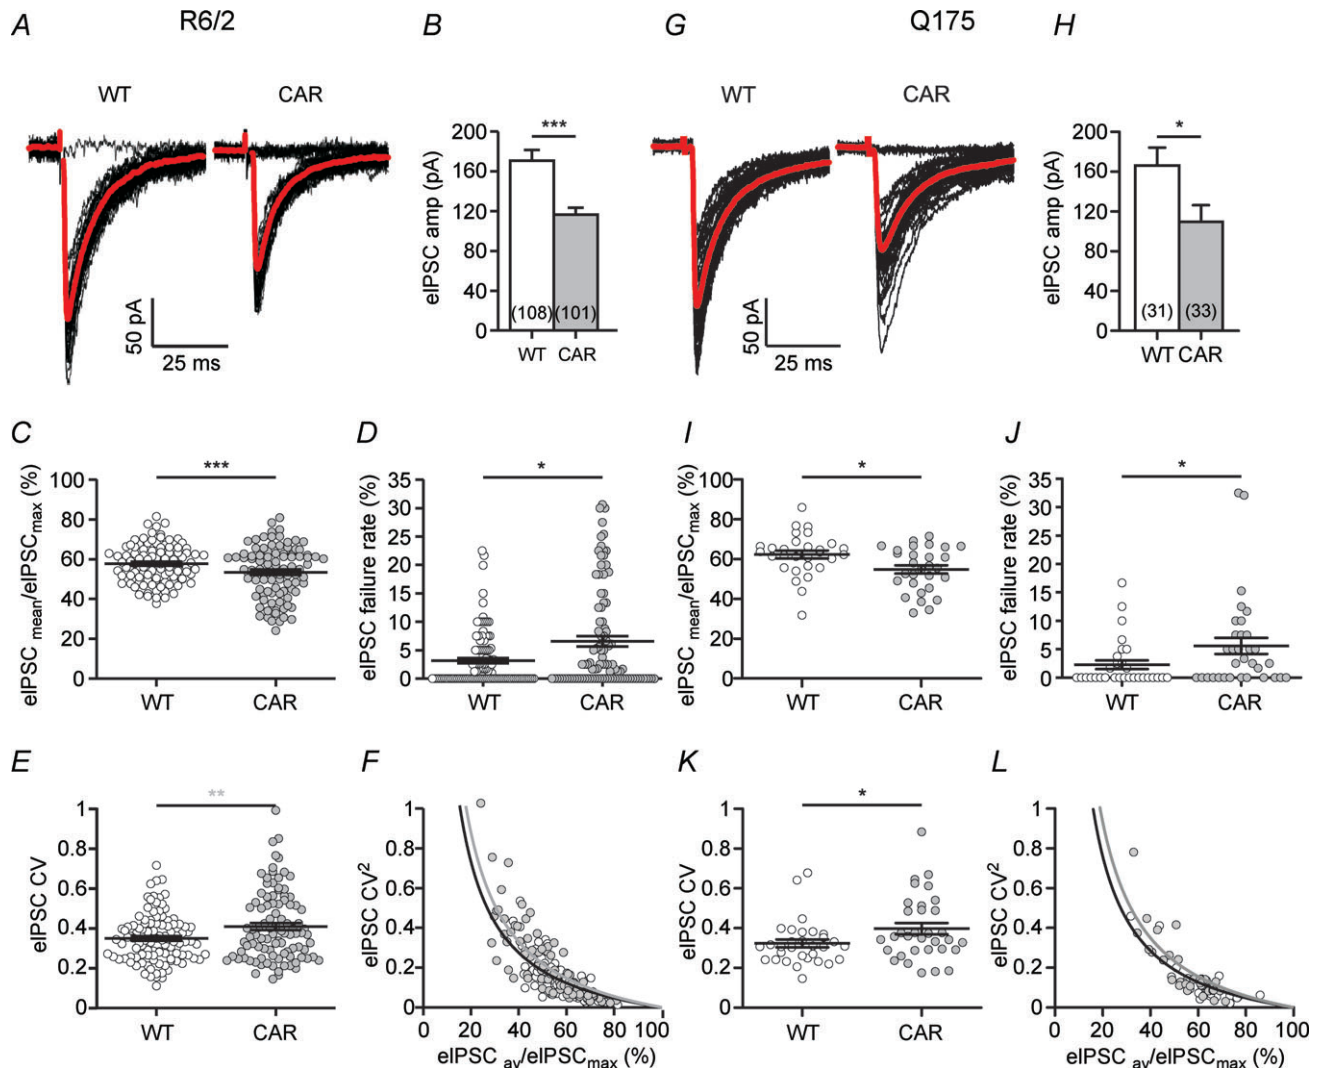 A R6/2 B G Q175 H
WT CAR
50 pA
25 ms
eIPSC amp (pA)
200
160
120
80
40
0
***
(108) (101)
WT CAR
WT CAR
50 pA
25 ms
eIPSC amp (pA)
200
160
120
80
40
0
*
(31) (33)
WT CAR
C
eIPSC mean/eIPSCmax (%)
100
80
60
40
20
0
***
WT CAR
D
eIPSC failure rate (%)
35
30
25
20
15
10
5
0
*
WT CAR
I
eIPSC mean/eIPSCmax (%)
100
80
60
40
20
0
*
WT CAR
J
eIPSC failure rate (%)
35
30
25
20
15
10
5
0
*
WT CAR
E
eIPSC CV
1
0.8
0.6
0.4
0.2
0
**
WT CAR
F
eIPSC CV²
1
0.8
0.6
0.4
0.2
0
0 20 40 60 80 100
eIPSC av/eIPSCmax (%)
K
eIPSC CV
1
0.8
0.6
0.4
0.2
0
*
WT CAR
L
eIPSC CV²
1
0.8
0.6
0.4
0.2
0
0 20 40 60 80 100
eIPSC av/eIPSCmax (%)